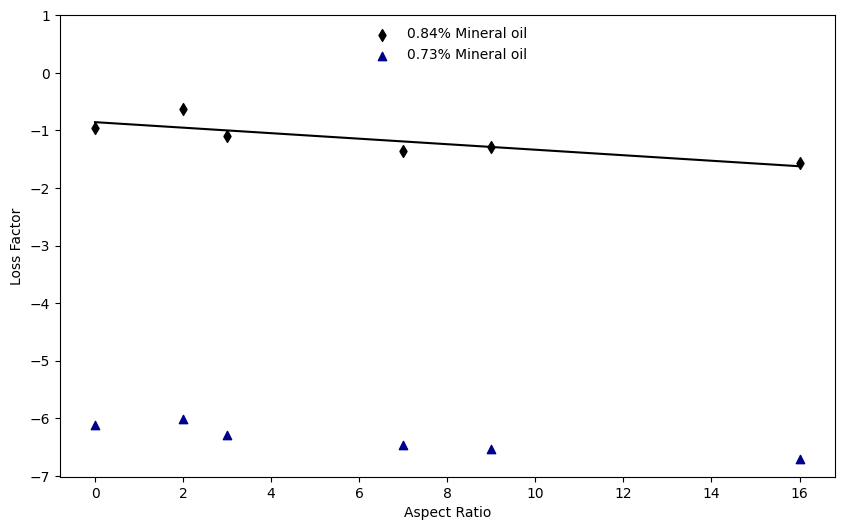 1
0
−1
−2
−3
−4
−5
−6
−7
Loss Factor
0.84% Mineral oil
0.73% Mineral oil
0 2 4 6 8 10 12 14 16
Aspect Ratio